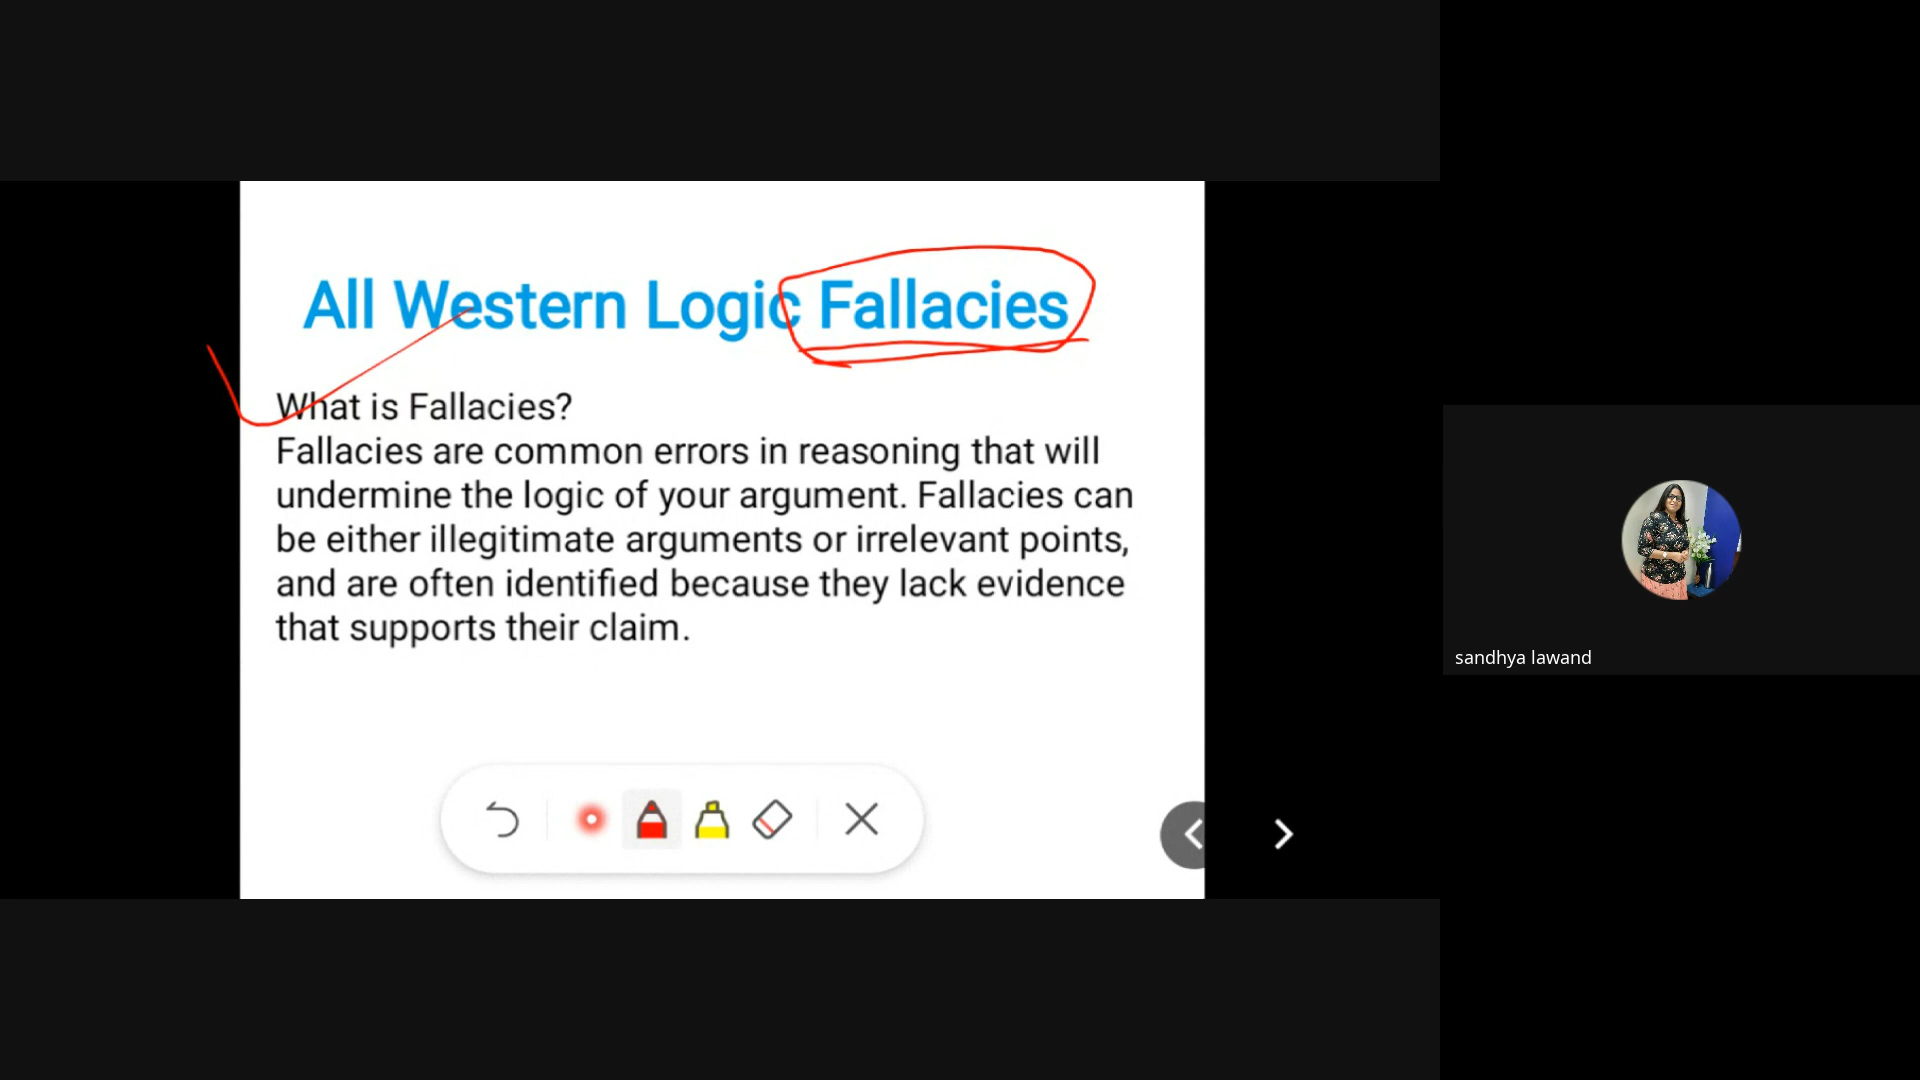 All Western Logic Fallacies
What is Fallacies?
Fallacies are common errors in reasoning that will
undermine the logic of your argument. Fallacies can
be either illegitimate arguments or irrelevant points,
and are often identified because they lack evidence
that supports their claim.
sandhya lawand